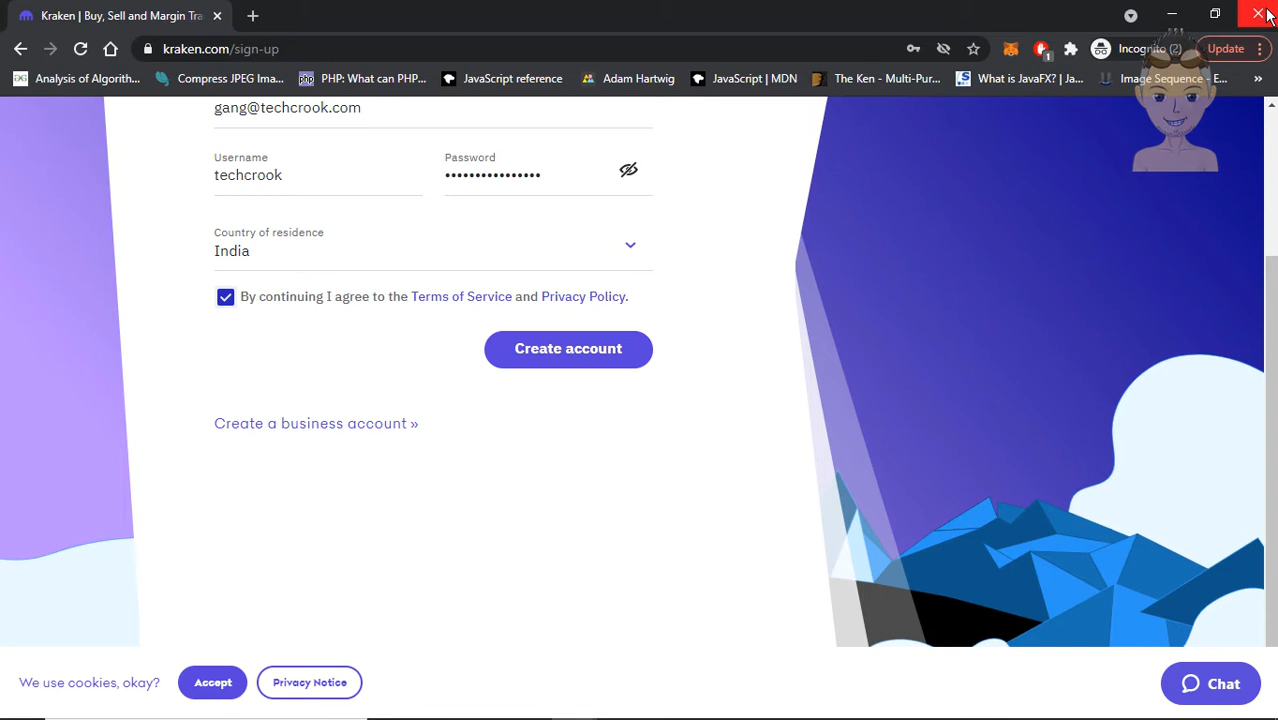 Kraken | Buy, Sell and Margin Tra
kraken.com/sign-up
1
Incognito (2)
Update
Analysis of Algorith...
Compress JPEG Ima...
php
PHP: What can PHP...
JavaScript reference
Adam Hartwig
JavaScript | MDN
The Ken - Multi-Pur...
What is JavaFX? | Ja...
Image Sequence - E...
»
gang@techcrook.com
Username
Password
techcrook
••••••••••••••••
Country of residence
India
By continuing I agree to the Terms of Service and Privacy Policy.
Create account
Create a business account »
We use cookies, okay?
Accept
Privacy Notice
Chat